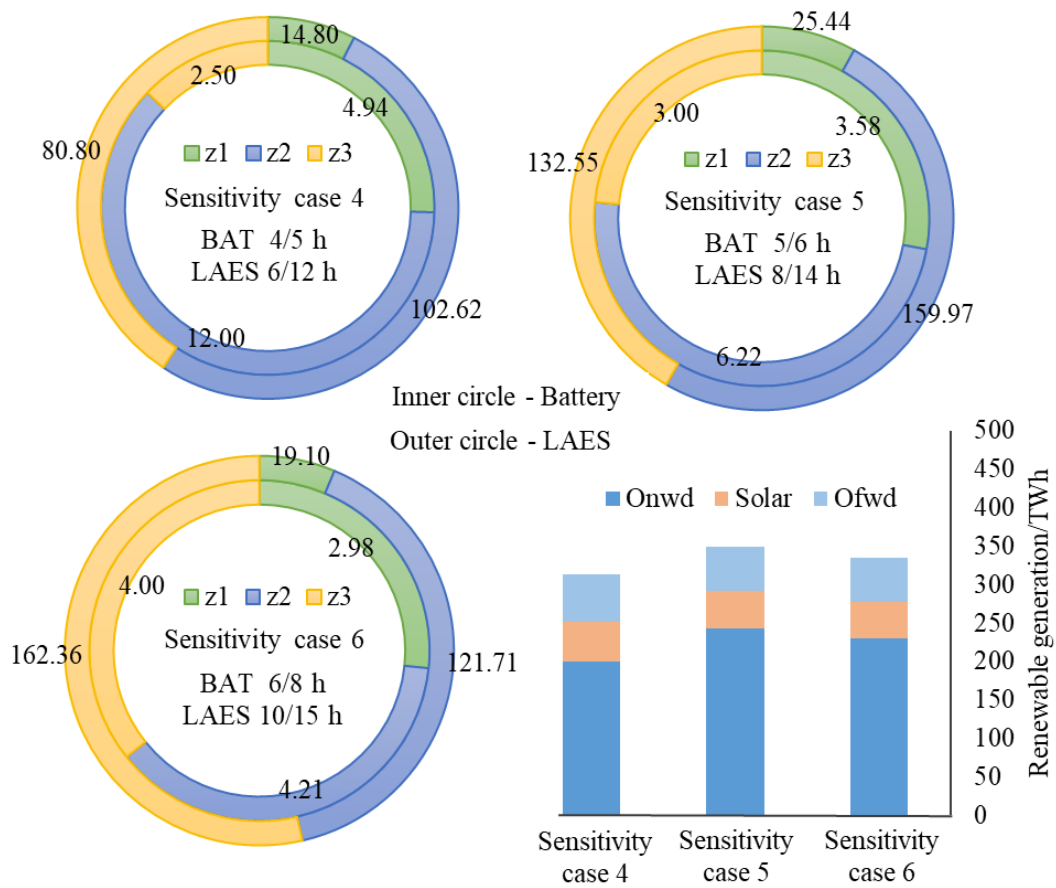 14.80
2.50
4.94
80.80
z1 z2 z3
Sensitivity case 4
BAT 4/5 h
LAES 6/12 h
102.62
12.00
25.44
3.00
3.58
132.55
z1 z2 z3
Sensitivity case 5
BAT 5/6 h
LAES 8/14 h
159.97
6.22
Inner circle - Battery
Outer circle - LAES
19.10
2.98
4.00
z1 z2 z3
Sensitivity case 6
162.36
121.71
BAT 6/8 h
LAES 10/15 h
4.21
Onwd Solar Ofwd
500
450
400
350
300
250
200
150
100
50
0
Renewable generation/TWh
Sensitivity case 4
Sensitivity case 5
Sensitivity case 6